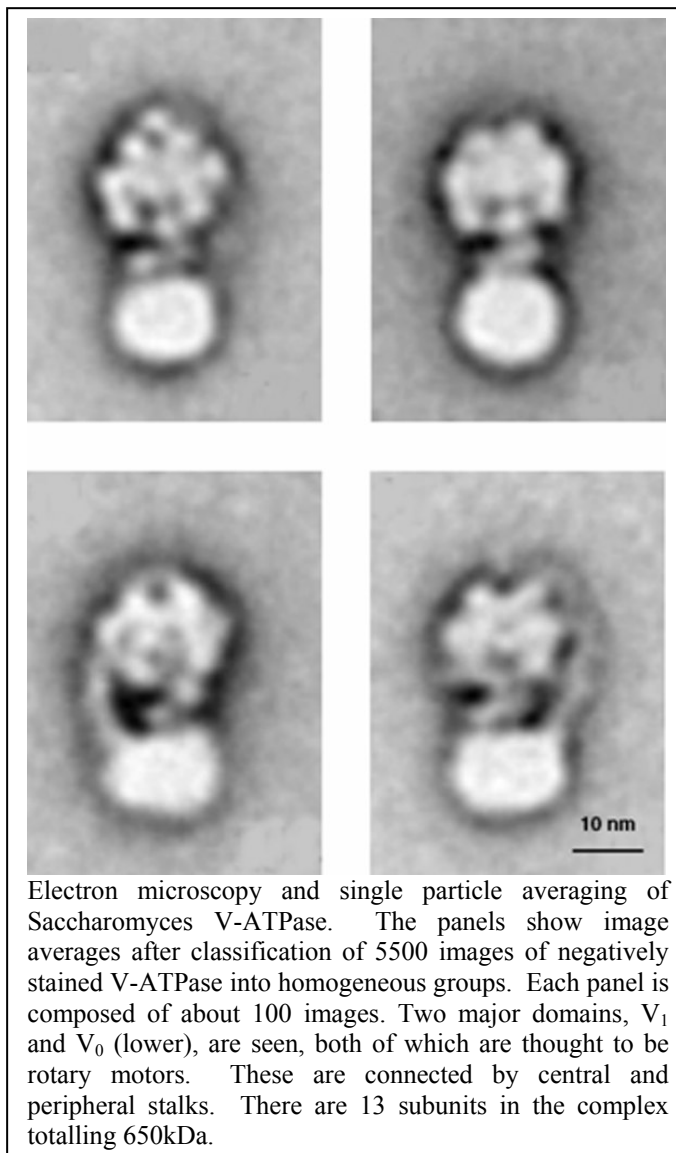 10 nm
Electron microscopy and single particle averaging of
Saccharomyces V-ATPase. The panels show image
averages after classification of 5500 images of negatively
stained V-ATPase into homogeneous groups. Each panel is
composed of about 100 images. Two major domains, V₁
and V₀ (lower), are seen, both of which are thought to be
rotary motors. These are connected by central and
peripheral stalks. There are 13 subunits in the complex
totalling 650kDa.